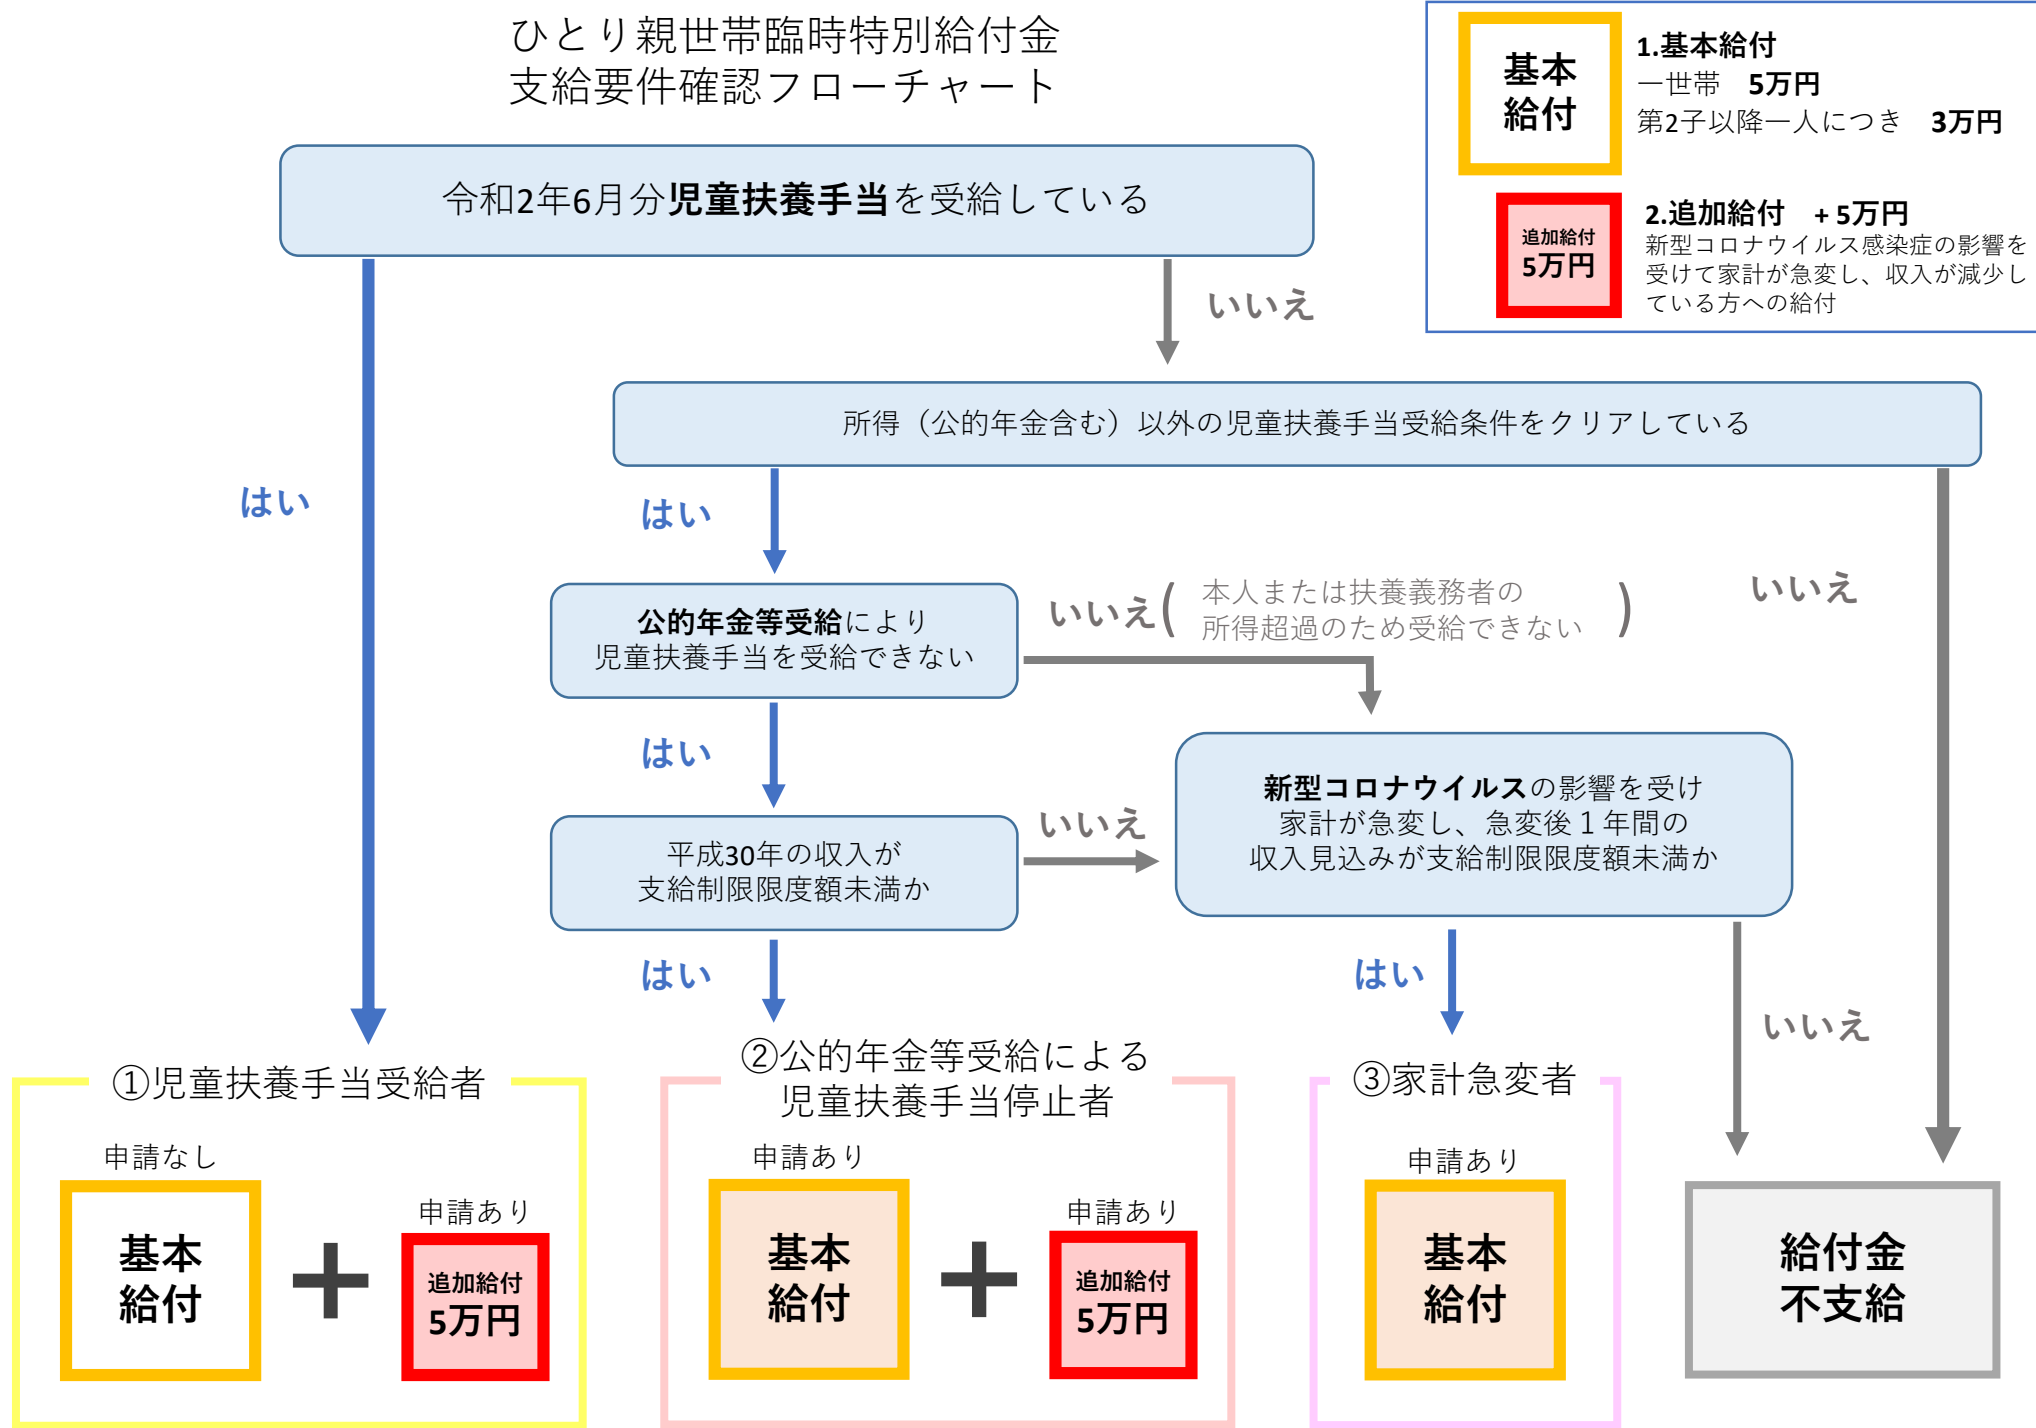 ひとり親世帯臨時特別給付金
支給要件確認フローチャート
基本
給付
1.基本給付
一世帯　5万円
第2子以降一人につき　3万円
追加給付
5万円
2.追加給付　+ 5万円
新型コロナウイルス感染症の影響を
受けて家計が急変し、収入が減少し
ている方への給付
令和2年6月分児童扶養手当を受給している
いいえ
所得（公的年金含む）以外の児童扶養手当受給条件をクリアしている
はい
はい
いいえ
公的年金等受給により
児童扶養手当を受給できない
いいえ(本人または扶養義務者の
所得超過のため受給できない)
はい
平成30年の収入が
支給制限限度額未満か
いいえ
新型コロナウイルスの影響を受け
家計が急変し、急変後１年間の
収入見込みが支給制限限度額未満か
はい
はい
いいえ
①児童扶養手当受給者
申請なし
基本
給付
+
申請あり
追加給付
5万円
②公的年金等受給による
児童扶養手当停止者
申請あり
基本
給付
+
申請あり
追加給付
5万円
③家計急変者
申請あり
基本
給付
給付金
不支給